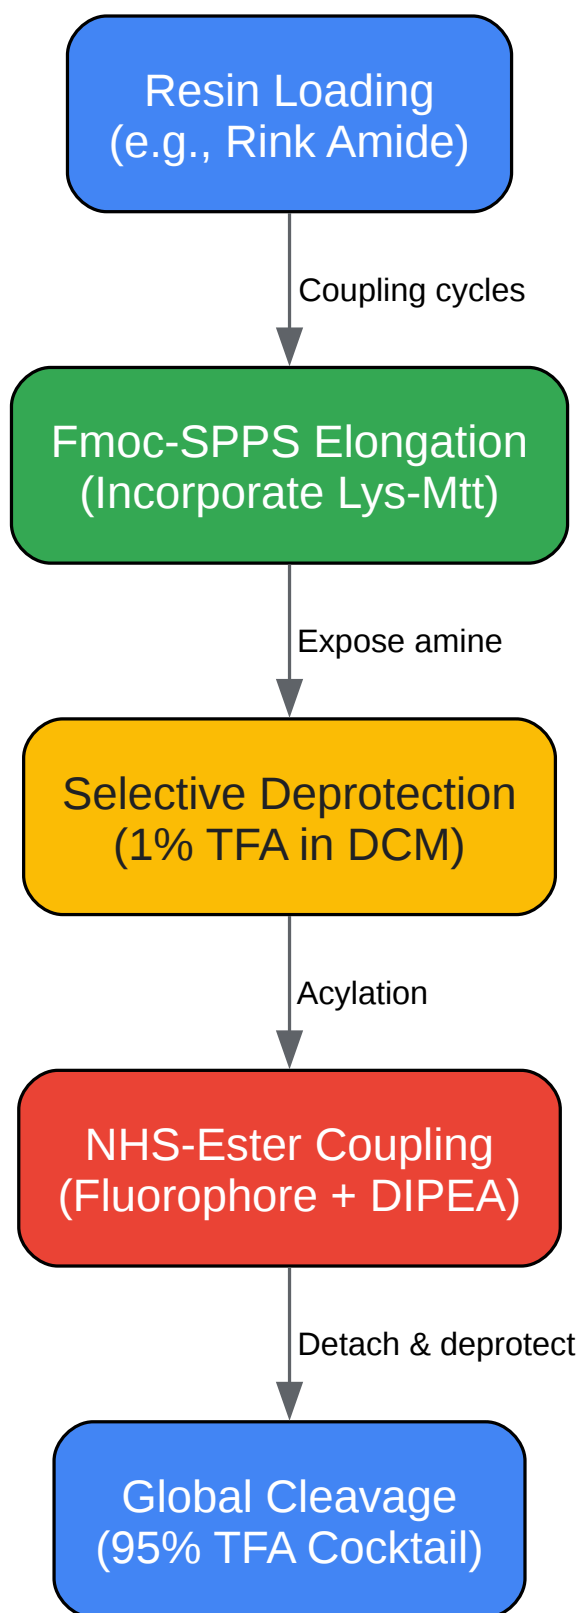 Resin Loading
(e.g., Rink Amide)
Coupling cycles
Fmoc-SPPS Elongation
(Incorporate Lys-Mtt)
Expose amine
Selective Deprotection
(1% TFA in DCM)
Acylation
NHS-Ester Coupling
(Fluorophore + DIPEA)
Detach & deprotect
Global Cleavage
(95% TFA Cocktail)